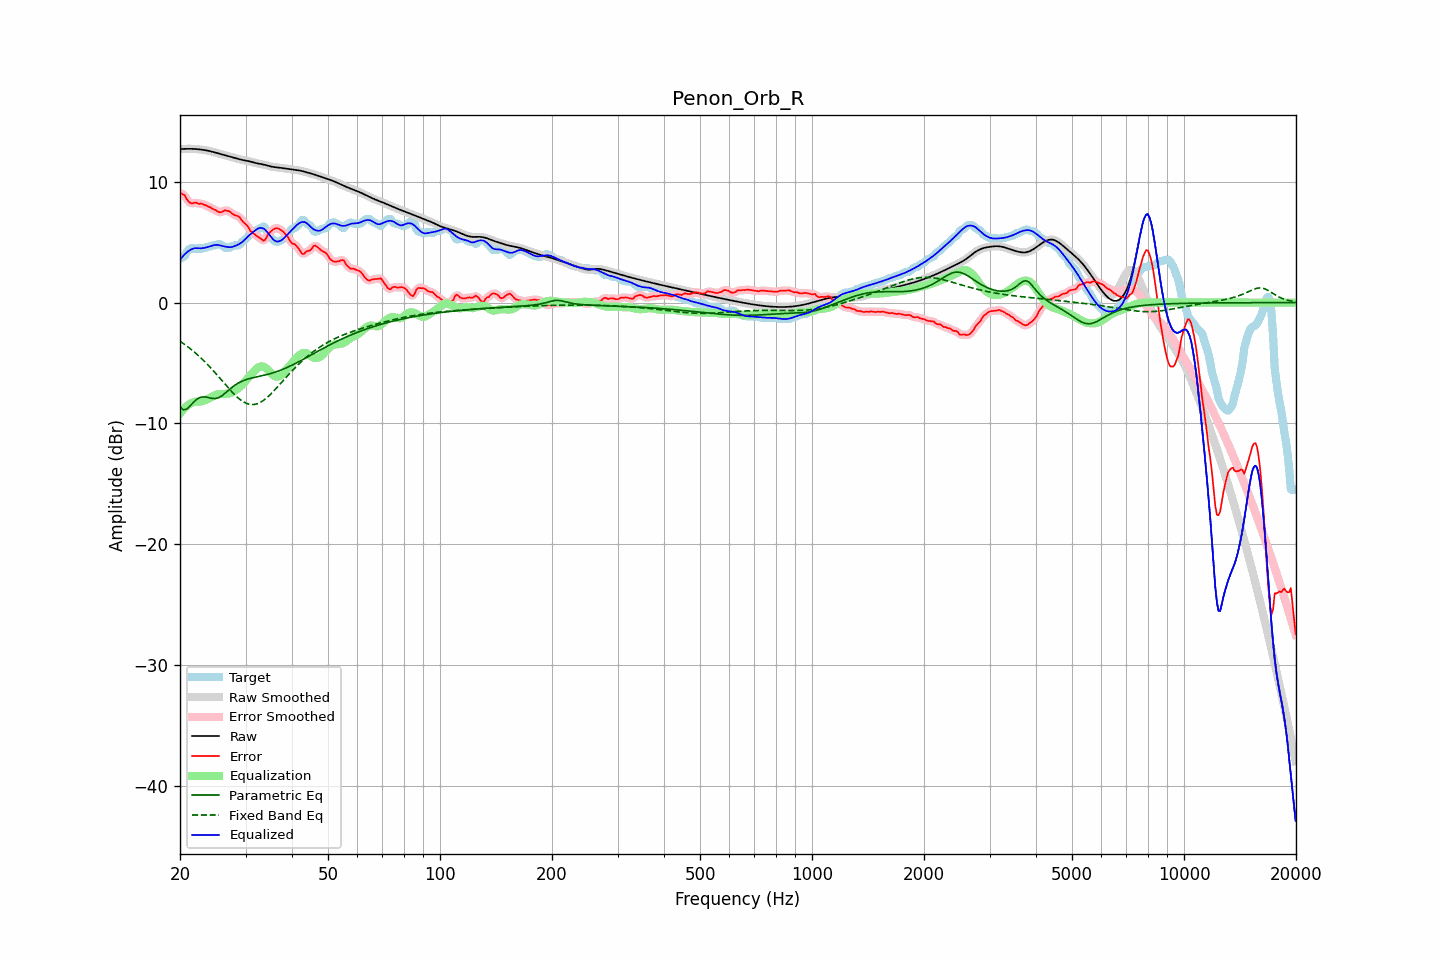 Penon_Orb_R
Amplitude (dBr)
10
0
−10
−20
−30
−40
Target
Raw Smoothed
Error Smoothed
Raw
Error
Equalization
Parametric Eq
Fixed Band Eq
Equalized
20 50 100 200 500 1000 2000 5000 10000 20000
Frequency (Hz)